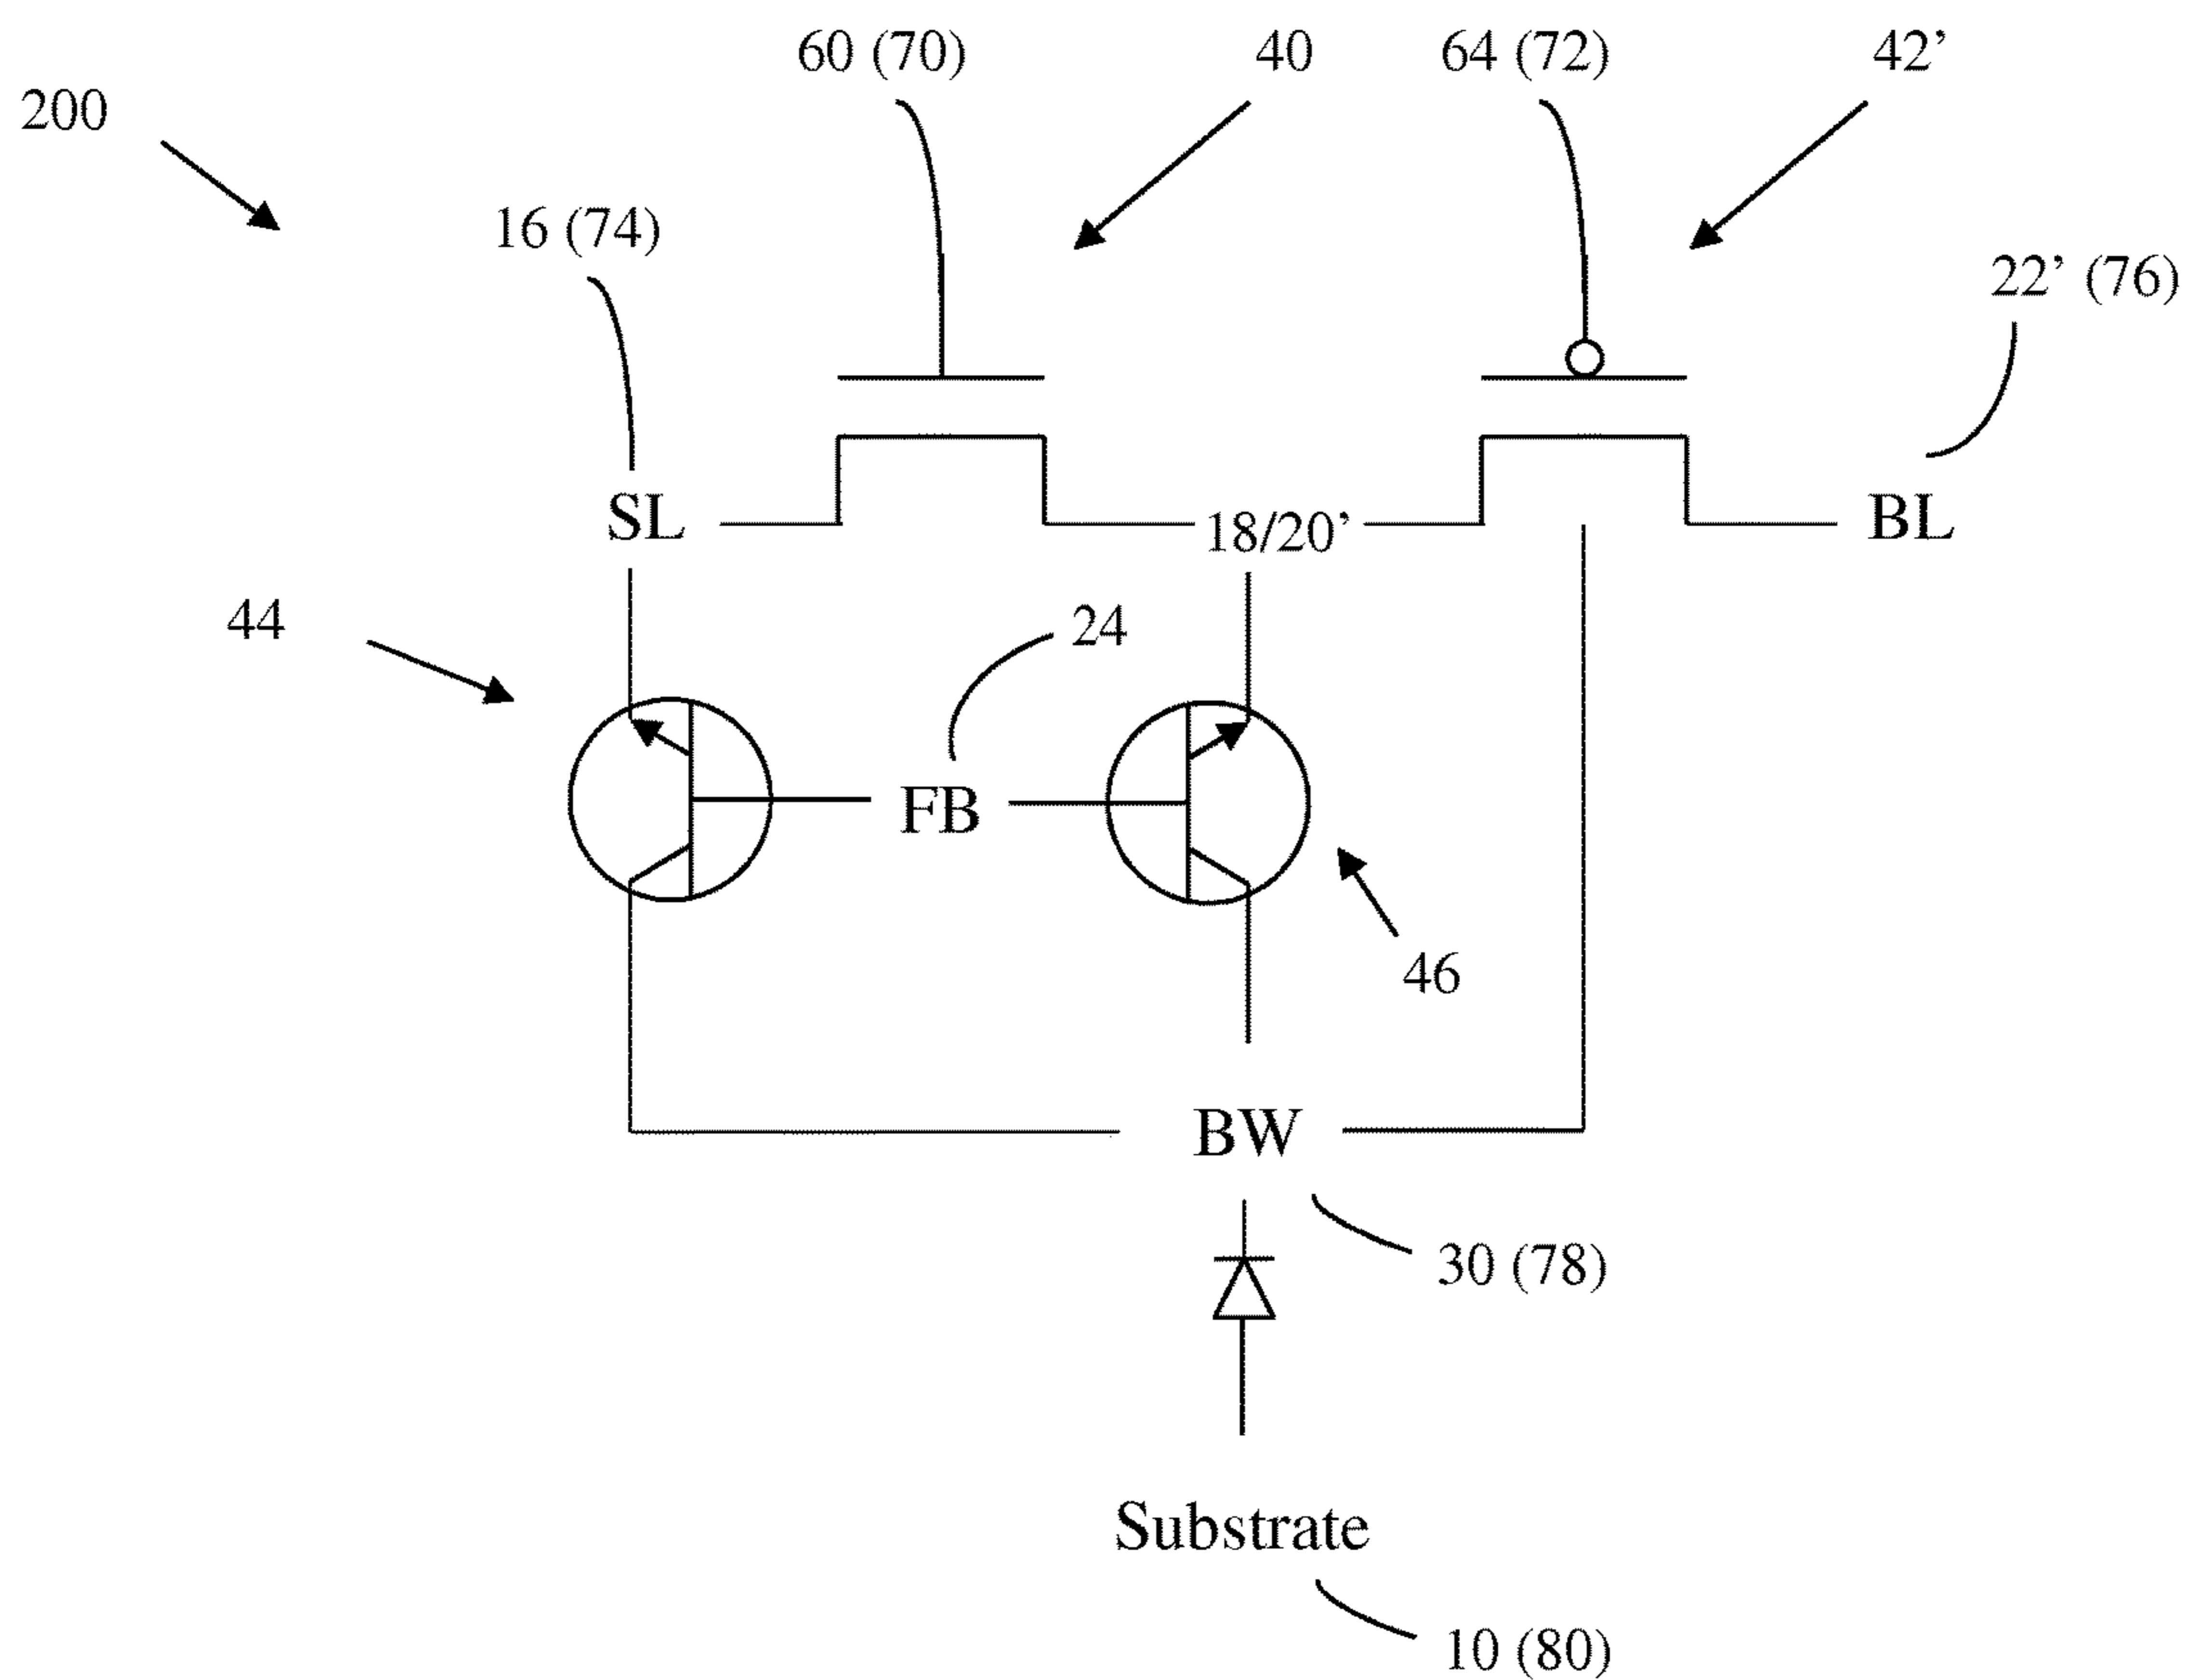 60 (70)
40
64 (72)
42’
200
16 (74)
22’ (76)
SL
18/20’
BL
44
24
FB
46
BW
30 (78)
Substrate
10 (80)